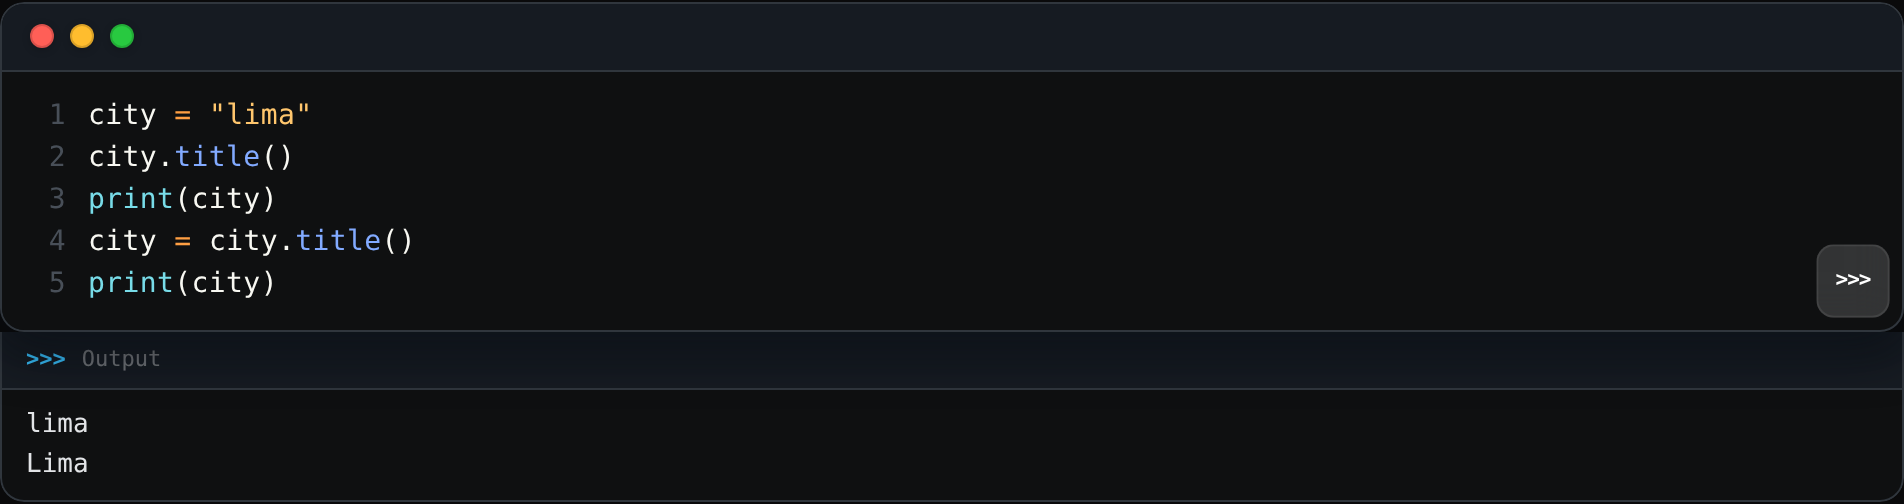 1 city = "lima"
2 city.title()
3 print(city)
4 city = city.title()
5 print(city)
>>>
>>> Output
lima
Lima